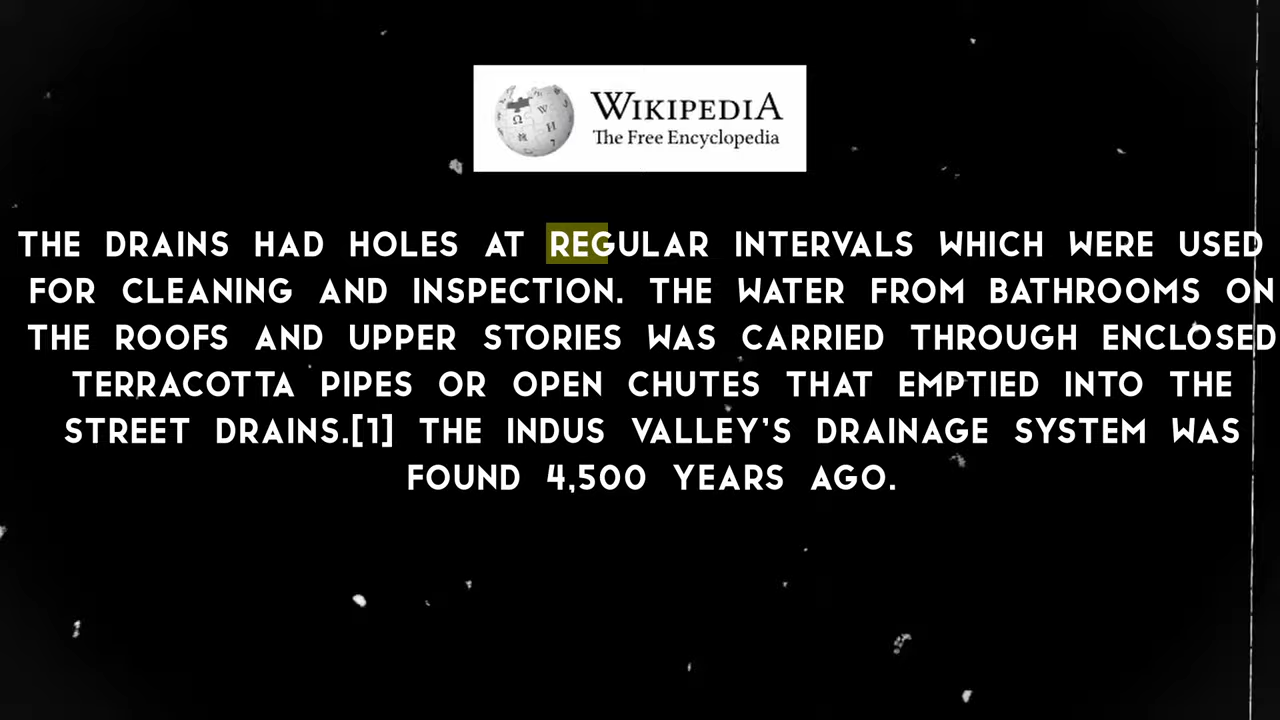 WIKIPEDIA
The Free Encyclopedia
THE DRAINS HAD HOLES AT REGULAR INTERVALS WHICH WERE USED
FOR CLEANING AND INSPECTION. THE WATER FROM BATHROOMS ON
THE ROOFS AND UPPER STORIES WAS CARRIED THROUGH ENCLOSED
TERRACOTTA PIPES OR OPEN CHUTES THAT EMPTIED INTO THE
STREET DRAINS.[1] THE INDUS VALLEY'S DRAINAGE SYSTEM WAS
FOUND 4,500 YEARS AGO.